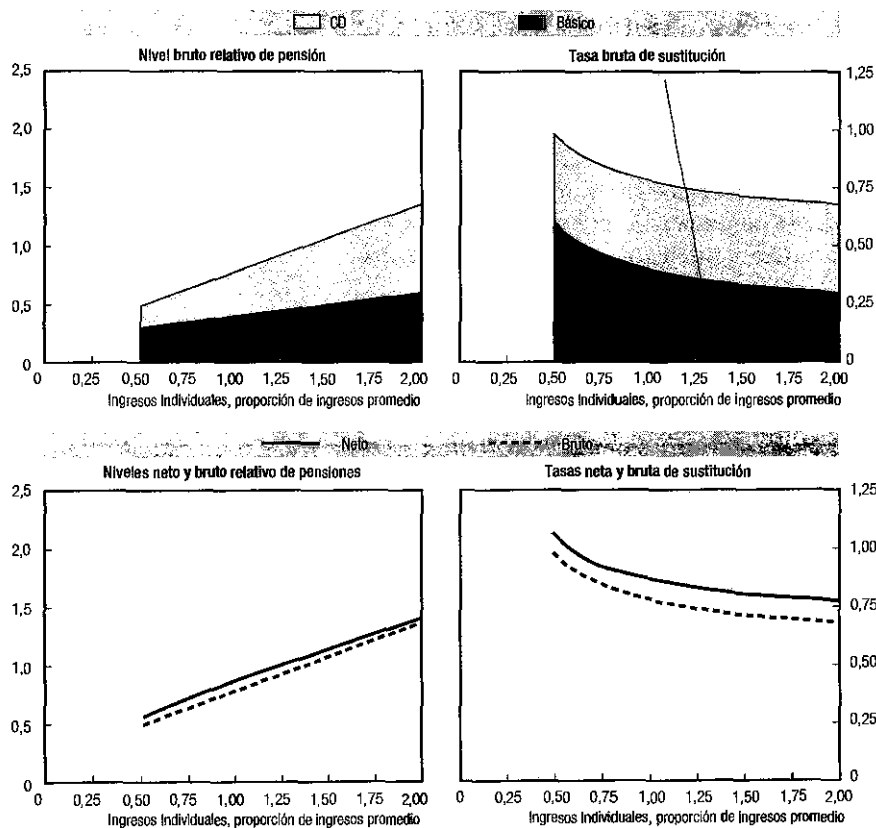 CD Básico
Nivel bruto relativo de pensión
2,5
2,0
1,5
1,0
0,5
0
0 0,25 0,50 0,75 1,00 1,25 1,50 1,75 2,00
Ingresos Individuales, proporción de ingresos promedio
Tasa bruta de sustitución
1,25
1,00
0,75
0,50
0,25
0
0 0,25 0,50 0,75 1,00 1,25 1,50 1,75 2,00
Ingresos Individuales, proporción de ingresos promedio
Neto Bruto
Niveles neto y bruto relativo de pensiones
2,5
2,0
1,5
1,0
0,5
0
0 0,25 0,50 0,75 1,00 1,25 1,50 1,75 2,00
Ingresos Individuales, proporción de ingresos promedio
Tasas neta y bruta de sustitución
1,25
1,00
0,75
0,50
0,25
0
0 0,25 0,50 0,75 1,00 1,25 1,50 1,75 2,00
Ingresos Individuales, proporción de ingresos promedio